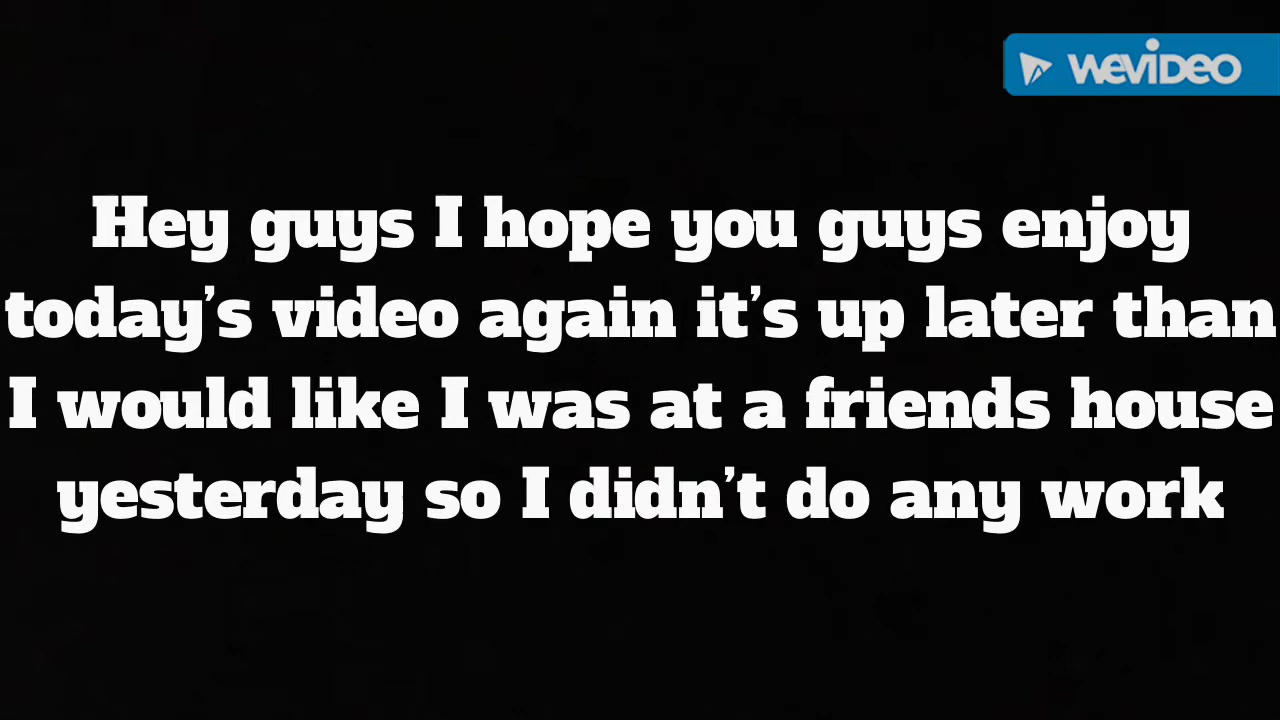 WEVIDEO
Hey guys I hope you guys enjoy
today's video again it's up later than
I would like I was at a friends house
yesterday so I didn't do any work